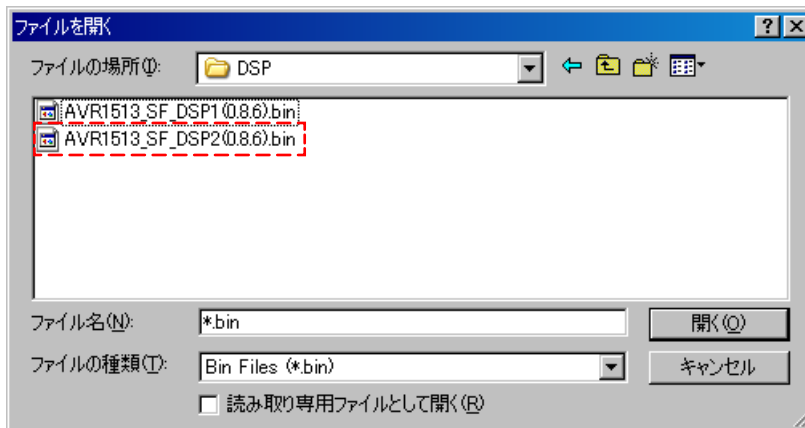 ファイルを開く
ファイルの場所(I):
DSP
AVR1513_SF_DSP1(0.8.6).bin
AVR1513_SF_DSP2(0.8.6).bin
ファイル名(N):
*.bin
開く(O)
ファイルの種類(T):
Bin Files (*.bin)
キャンセル
読み取り専用ファイルとして開く(R)